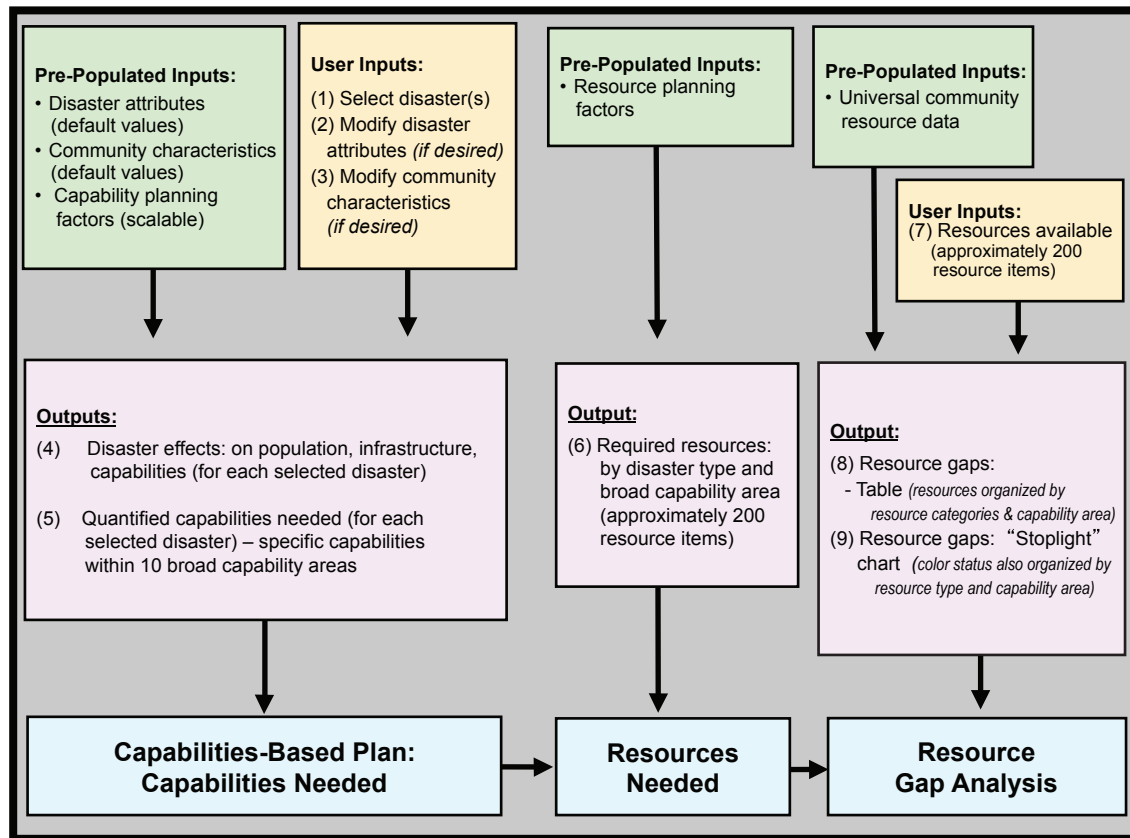 Pre-Populated Inputs:
• Disaster attributes
(default values)
• Community characteristics
(default values)
• Capability planning
factors (scalable)
User Inputs:
(1) Select disaster(s)
(2) Modify disaster
attributes (if desired)
(3) Modify community
characteristics
(if desired)
Pre-Populated Inputs:
• Resource planning
factors
Pre-Populated Inputs:
• Universal community
resource data
User Inputs:
(7) Resources available
(approximately 200
resource items)
Outputs:
(4) Disaster effects: on population, infrastructure,
capabilities (for each selected disaster)
(5) Quantified capabilities needed (for each
selected disaster) – specific capabilities
within 10 broad capability areas
Output:
(6) Required resources:
by disaster type and
broad capability area
(approximately 200
resource items)
Output:
(8) Resource gaps:
- Table (resources organized by
resource categories & capability area)
(9) Resource gaps: “Stoplight”
chart (color status also organized by
resource type and capability area)
Capabilities-Based Plan:
Capabilities Needed
Resources
Needed
Resource
Gap Analysis